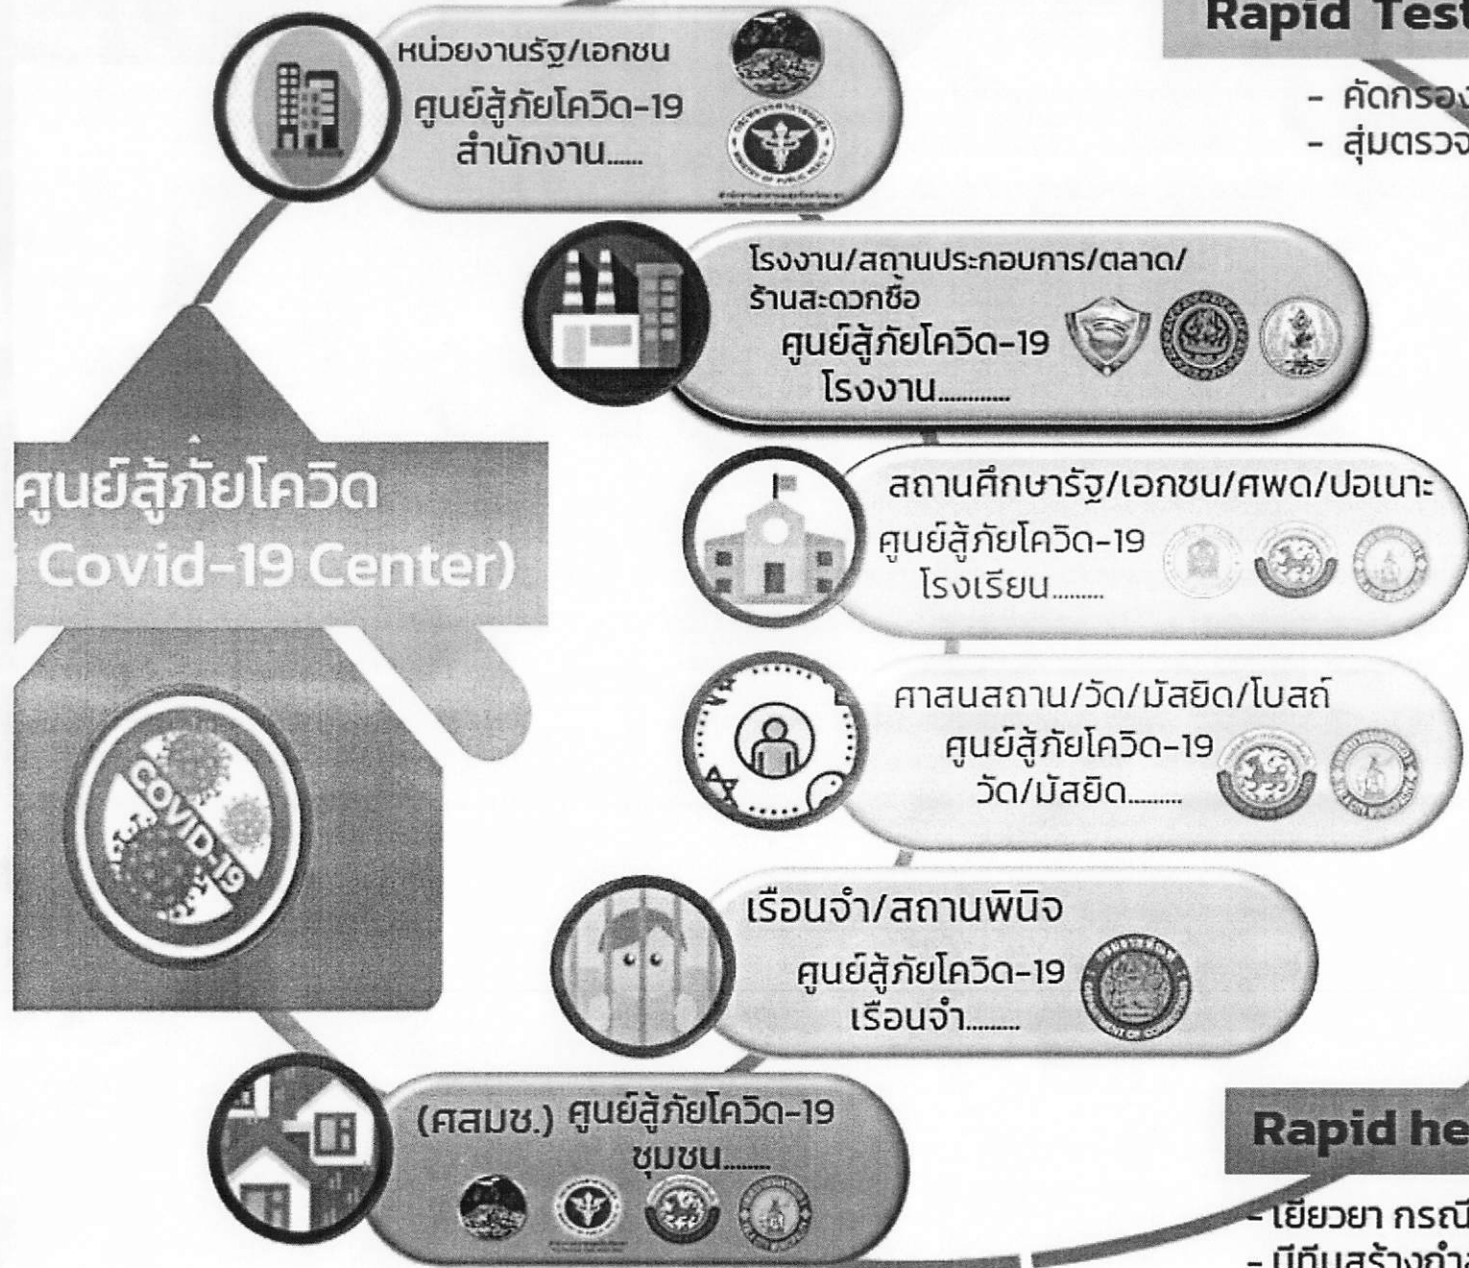 Rapid Test
- คัดกรอง
- สุ่มตรวจ
หน่วยงานรัฐ/เอกชน
ศูนย์สู้ภัยโควิด-19
สำนักงาน......
MINISTRY OF PUBLIC HEALTH
โรงงาน/สถานประกอบการ/ตลาด/
ร้านสะดวกซื้อ
ศูนย์สู้ภัยโควิด-19
โรงงาน............
ศูนย์สู้ภัยโควิด
Covid-19 Center)
COVID-19
สถานศึกษารัฐ/เอกชน/ศพด/ปอเนาะ
ศูนย์สู้ภัยโควิด-19
โรงเรียน.........
ศาสนสถาน/วัด/มัสยิด/โบสถ์
ศูนย์สู้ภัยโควิด-19
วัด/มัสยิด.........
เรือนจำ/สถานพินิจ
ศูนย์สู้ภัยโควิด-19
เรือนจำ.........
(ศสมช.) ศูนย์สู้ภัยโควิด-19
ชุมชน........
Rapid he
- เยียวยา กรณี
- มีทีมสร้างกำ